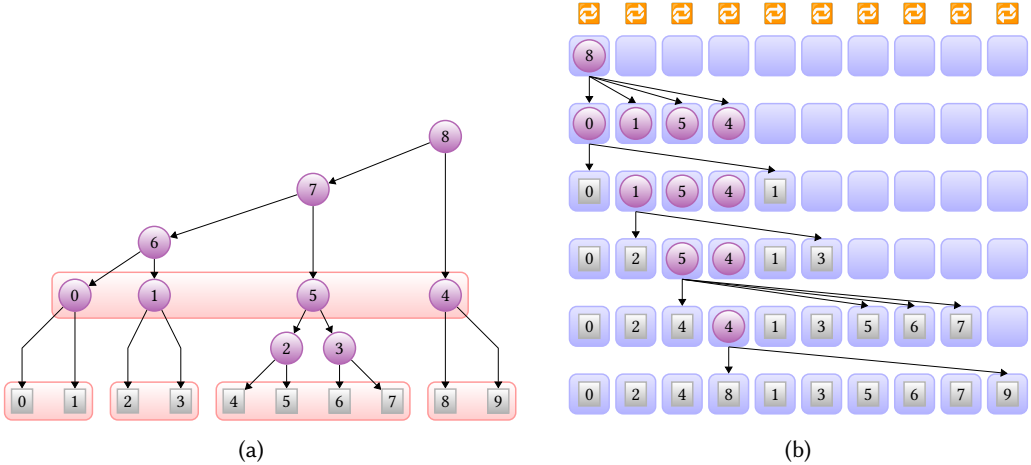 8
7
6
0 1 5 4
2 3
0 1 2 3 4 5 6 7 8 9
(a)
8
0 1 5 4
0 1 5 4 1
0 2 5 4 1 3
0 2 4 4 1 3 5 6 7
0 2 4 8 1 3 5 6 7 9
(b)